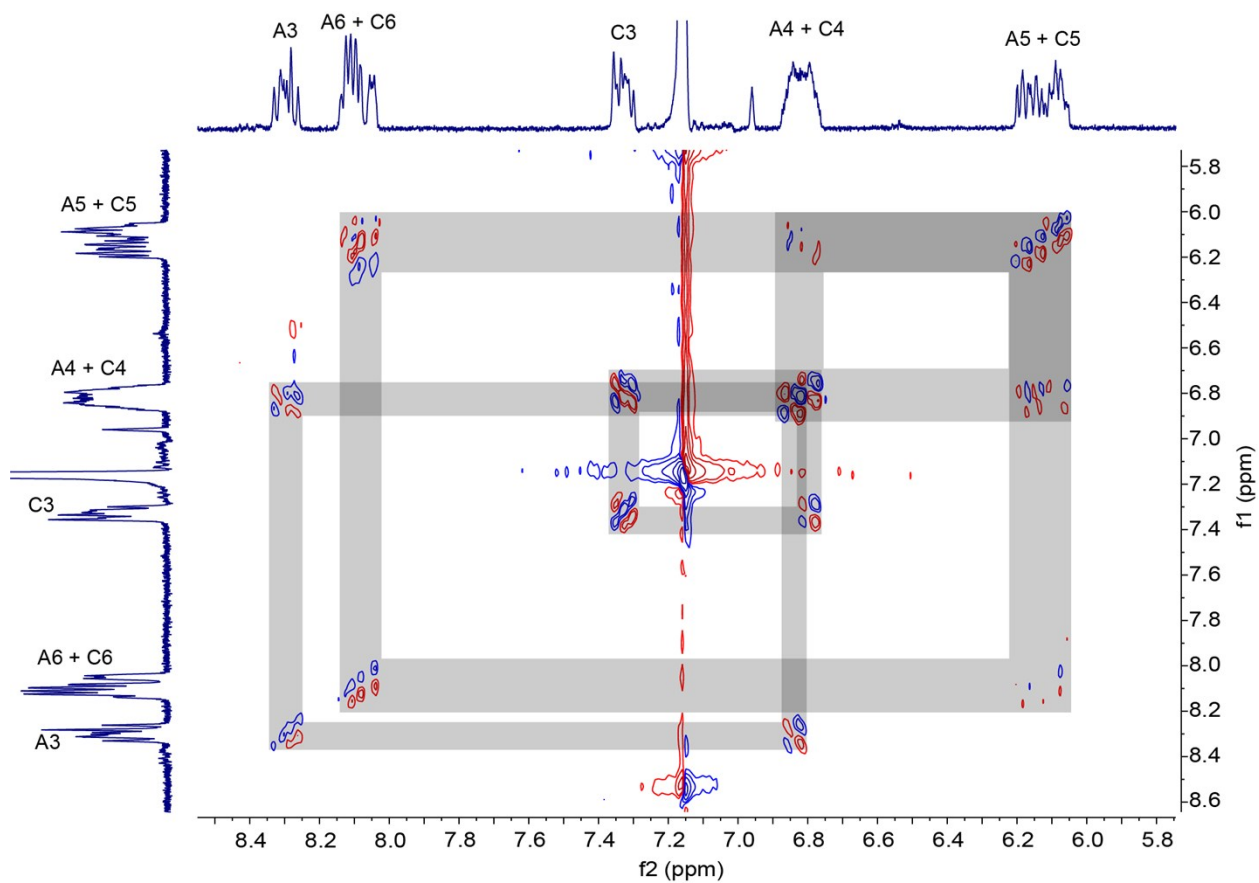 A3
A6 + C6
C3
A4 + C4
A5 + C5
A5 + C5
A4 + C4
C3
A6 + C6
A3
5.8
6.0
6.2
6.4
6.6
6.8
7.0
7.2
7.4
7.6
7.8
8.0
8.2
8.4
8.6
f1 (ppm)
8.4 8.2 8.0 7.8 7.6 7.4 7.2 7.0 6.8 6.6 6.4 6.2 6.0 5.8
f2 (ppm)